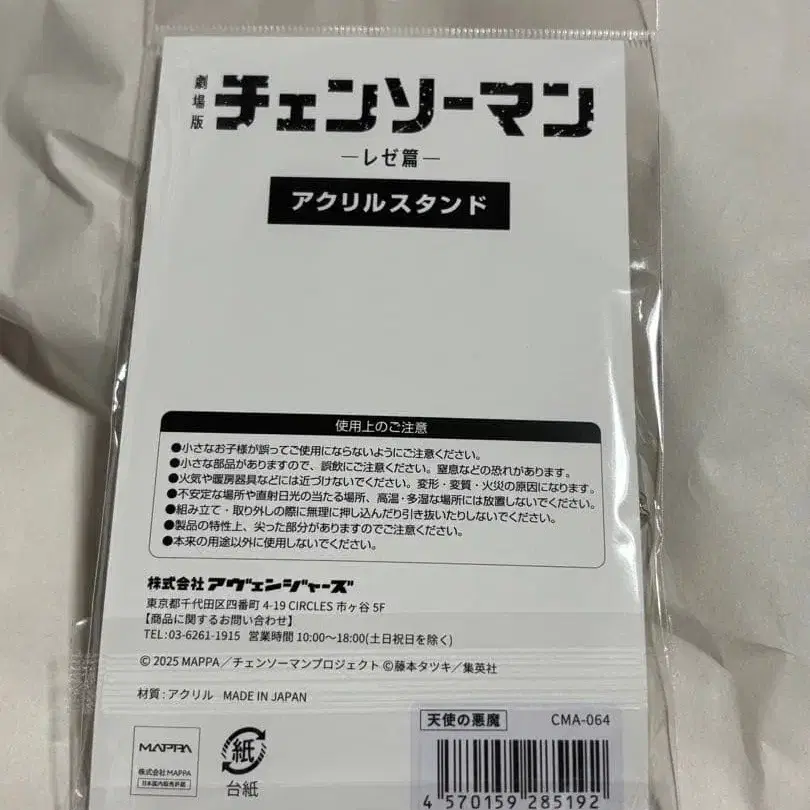 劇場版 チェンソーマン
―レゼ篇―
アクリルスタンド
使用上のご注意
●小さなお子様が誤ってご使用にならないようにご注意ください。
●小さな部品がありますので、誤飲にご注意ください。窒息などの恐れがあります。
●火気や暖房器具などには近づけないでください。変形・変質・火災の原因になります。
●不安定な場所や直射日光の当たる場所、高温・多湿な場所には放置しないでください。
●組み立て・取り外しの際に無理に押し込んだり引き抜いたりしないでください。
●製品の特性上、尖った部分がありますのでご注意ください。
●本来の用途以外に使用しないでください。
株式会社アヴェンジャーズ
東京都千代田区四番町 4-19 CIRCLES 市ヶ谷 5F
【商品に関するお問い合わせ】
TEL:03-6261-1915 営業時間 10:00～18:00(土日祝日を除く)
© 2025 MAPPA／チェンソーマンプロジェクト ©藤本タツキ／集英社
材質:アクリル MADE IN JAPAN
天使の悪魔 CMA-064
MAPPA
株式会社MAPPA
日本国内販売許諾
紙
台紙
4 570159 285192